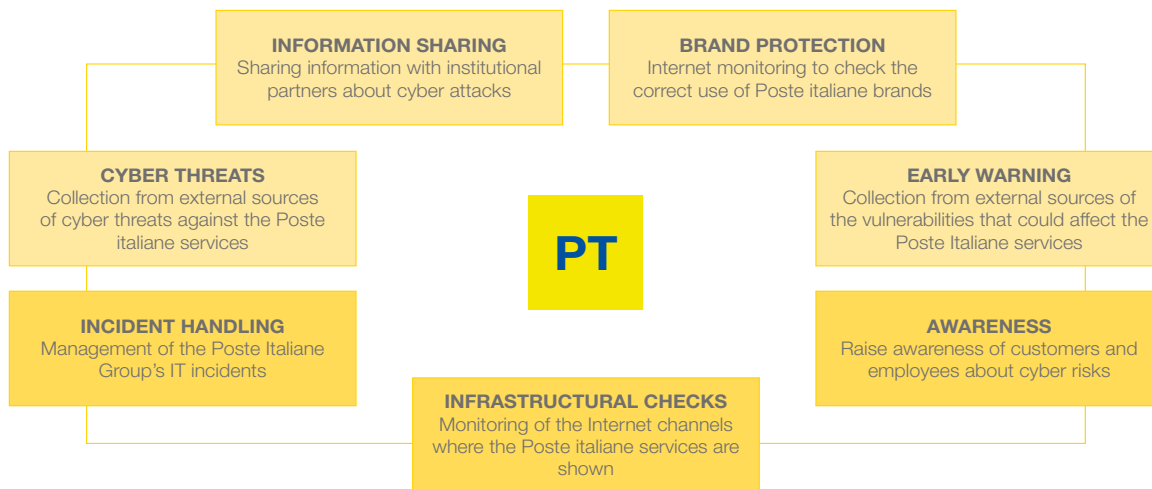 INFORMATION SHARING
Sharing information with institutional
partners about cyber attacks
BRAND PROTECTION
Internet monitoring to check the
correct use of Poste italiane brands
CYBER THREATS
Collection from external sources
of cyber threats against the Poste
italiane services
EARLY WARNING
Collection from external sources of
the vulnerabilities that could affect the
Poste Italiane services
PT
INCIDENT HANDLING
Management of the Poste Italiane
Group's IT incidents
AWARENESS
Raise awareness of customers and
employees about cyber risks
INFRASTRUCTURAL CHECKS
Monitoring of the Internet channels
where the Poste italiane services are
shown